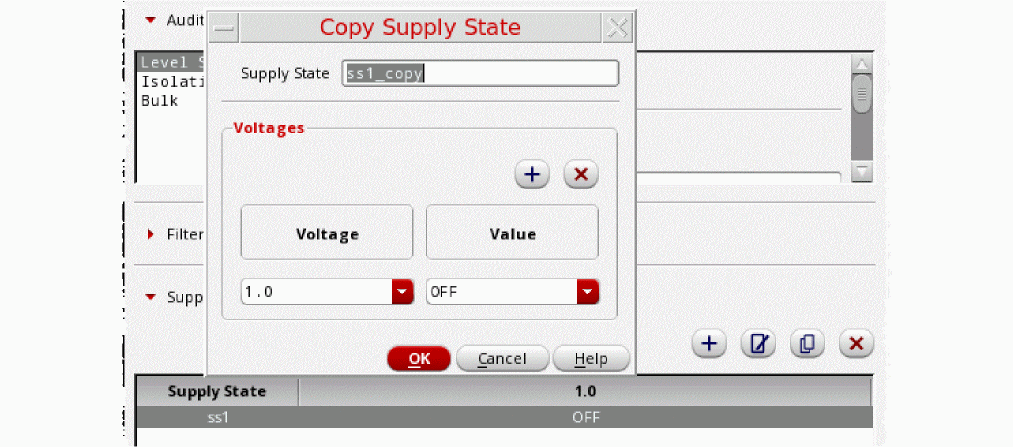 Copy Supply State
Audit
Supply State ss1_copy
Level S
Isolati
Bulk
Voltages
Voltage Value
Filter
1.0 OFF
Supp
OK Cancel Help
Supply State 1.0
ss1 OFF